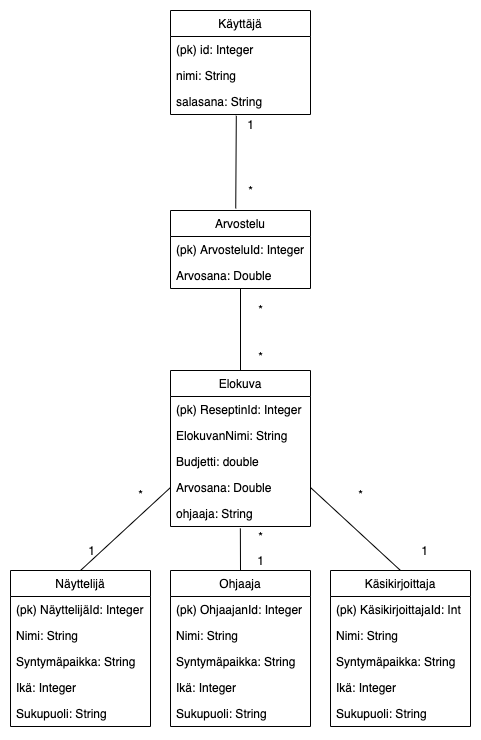 Käyttäjä
(pk) id: Integer
nimi: String
salasana: String
1
*
Arvostelu
(pk) ArvosteluId: Integer
Arvosana: Double
*
*
Elokuva
(pk) ReseptinId: Integer
ElokuvanNimi: String
Budjetti: double
Arvosana: Double
ohjaaja: String
* * *
1 1 1
Näyttelijä
(pk) NäyttelijäId: Integer
Nimi: String
Syntymäpaikka: String
Ikä: Integer
Sukupuoli: String
Ohjaaja
(pk) OhjaajanId: Integer
Nimi: String
Syntymäpaikka: String
Ikä: Integer
Sukupuoli: String
Käsikirjoittaja
(pk) KäsikirjoittajaId: Int
Nimi: String
Syntymäpaikka: String
Ikä: Integer
Sukupuoli: String